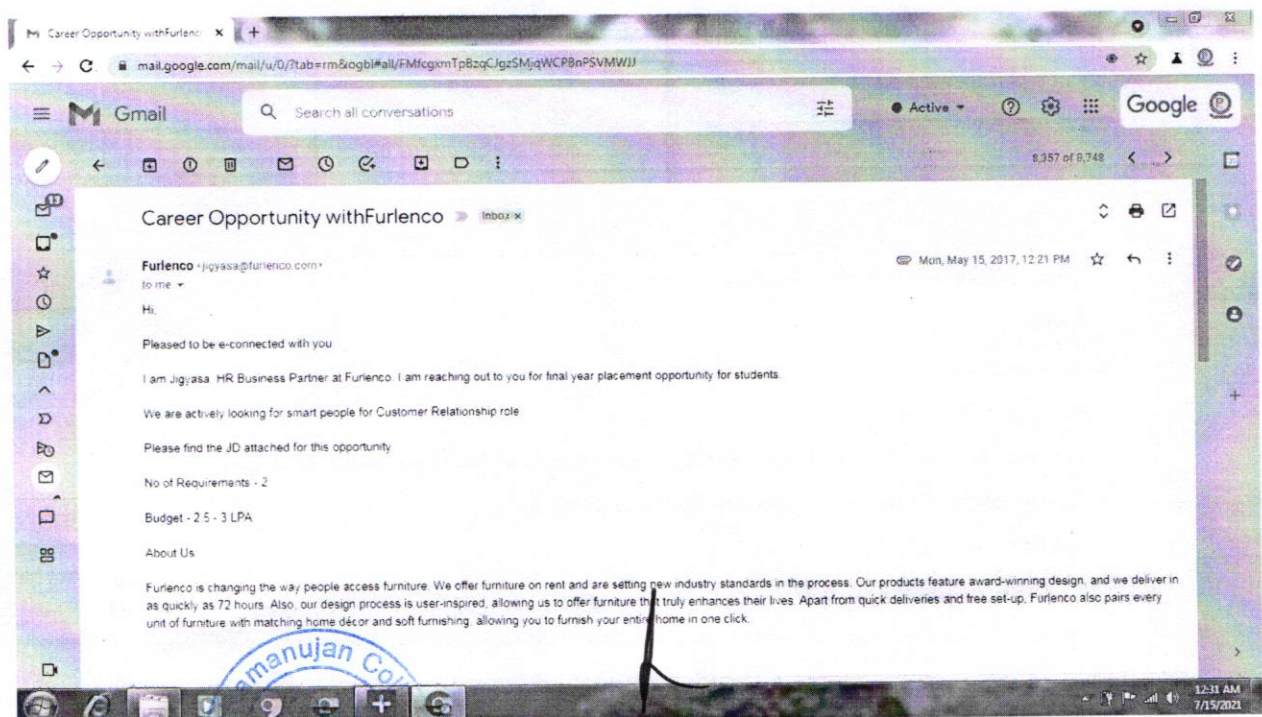 Career Opportunity withFurlenc
mail.google.com/mail/u/0/?tab=rm&ogbl#all/FMfcgxmTpBzqCJgzSMjqWCPBnPSVMWJJ
Gmail
Search all conversations
Active
Google
8,357 of 8,748
Career Opportunity withFurlenco
Inbox x
Furlenco <jigyasa@furlenco.com>
Mon, May 15, 2017, 12:21 PM
to me
Hi,
Pleased to be e-connected with you
I am Jigyasa HR Business Partner at Furlenco. I am reaching out to you for final year placement opportunity for students.
We are actively looking for smart people for Customer Relationship role
Please find the JD attached for this opportunity
No of Requirements - 2
Budget - 2.5 - 3 LPA
About Us
Furlenco is changing the way people access furniture. We offer furniture on rent and are setting new industry standards in the process. Our products feature award-winning design, and we deliver in
as quickly as 72 hours. Also, our design process is user-inspired, allowing us to offer furniture that truly enhances their lives. Apart from quick deliveries and free set-up, Furlenco also pairs every
unit of furniture with matching home décor and soft furnishing, allowing you to furnish your entire home in one click.
amanujan Col
12:31 AM
7/15/2021